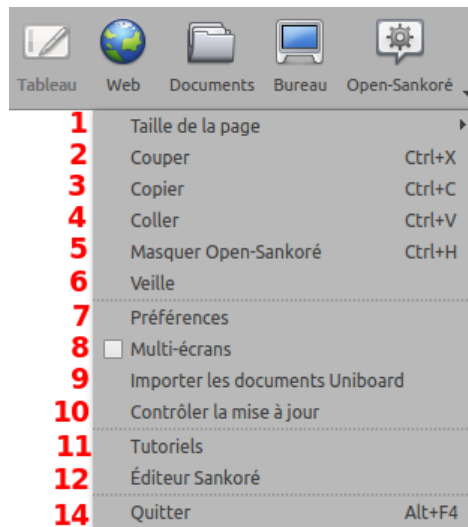 Tableau Web Documents Bureau Open-Sankoré
1 Taille de la page
2 Couper Ctrl+X
3 Copier Ctrl+C
4 Coller Ctrl+V
5 Masquer Open-Sankoré Ctrl+H
6 Veille
7 Préférences
8 Multi-écrans
9 Importer les documents Uniboard
10 Contrôler la mise à jour
11 Tutoriels
12 Éditeur Sankoré
14 Quitter Alt+F4